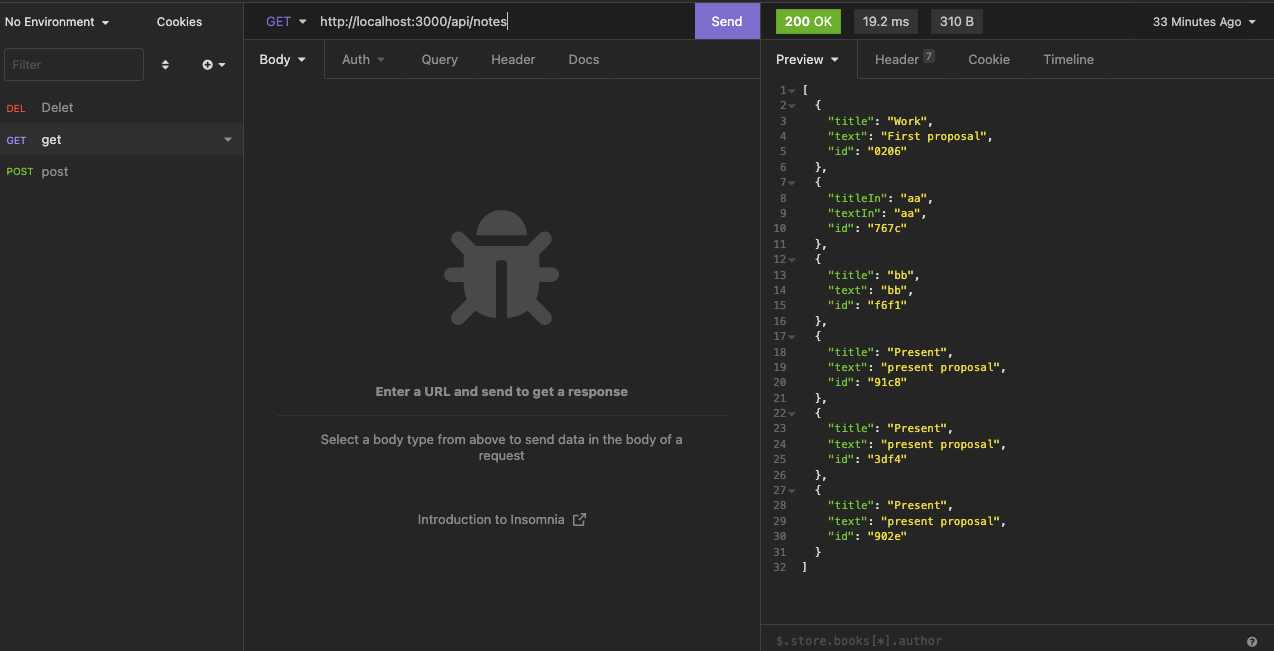 No Environment
Cookies
GET http://localhost:3000/api/notes
Send
200 OK
19.2 ms
310 B
33 Minutes Ago
Filter
DEL Delet
GET get
POST post
Body
Auth
Query
Header
Docs
Enter a URL and send to get a response
Select a body type from above to send data in the body of a
request
Introduction to Insomnia
Preview
Header 7
Cookie
Timeline
1 [
2 {
3 "title": "Work",
4 "text": "First proposal",
5 "id": "0206"
6 },
7 {
8 "titleIn": "aa",
9 "textIn": "aa",
10 "id": "767c"
11 },
12 {
13 "title": "bb",
14 "text": "bb",
15 "id": "f6f1"
16 },
17 {
18 "title": "Present",
19 "text": "present proposal",
20 "id": "91c8"
21 },
22 {
23 "title": "Present",
24 "text": "present proposal",
25 "id": "3df4"
26 },
27 {
28 "title": "Present",
29 "text": "present proposal",
30 "id": "902e"
31 }
32 ]
$.store.books[*].author